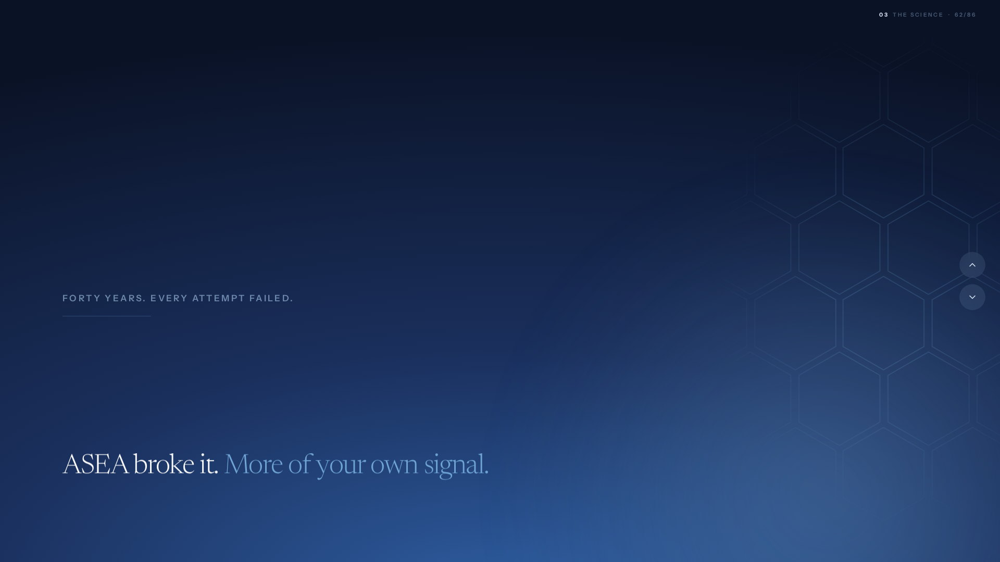 03 THE SCIENCE · 62/86
FORTY YEARS. EVERY ATTEMPT FAILED.
ASEA broke it. More of your own signal.